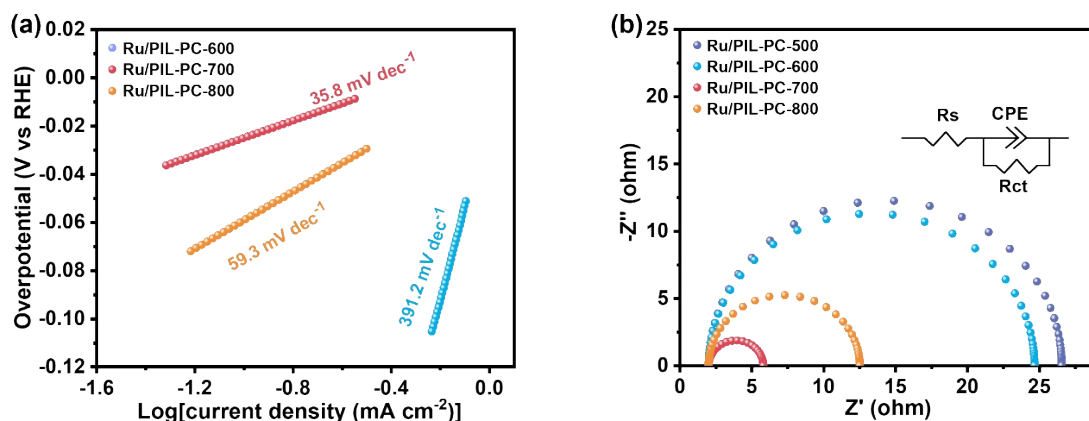 (a)
0.02
0.00
-0.02
-0.04
-0.06
-0.08
-0.10
-0.12
Overpotential (V vs RHE)
Ru/PIL-PC-600
Ru/PIL-PC-700
Ru/PIL-PC-800
35.8 mV dec⁻¹
59.3 mV dec⁻¹
391.2 mV dec⁻¹
-1.6
-1.2
-0.8
-0.4
0.0
Log[current density (mA cm⁻²)]
(b)
25
20
15
10
5
0
-Z'' (ohm)
Ru/PIL-PC-500
Ru/PIL-PC-600
Ru/PIL-PC-700
Ru/PIL-PC-800
Rs
CPE
Rct
0
5
10
15
20
25
Z' (ohm)